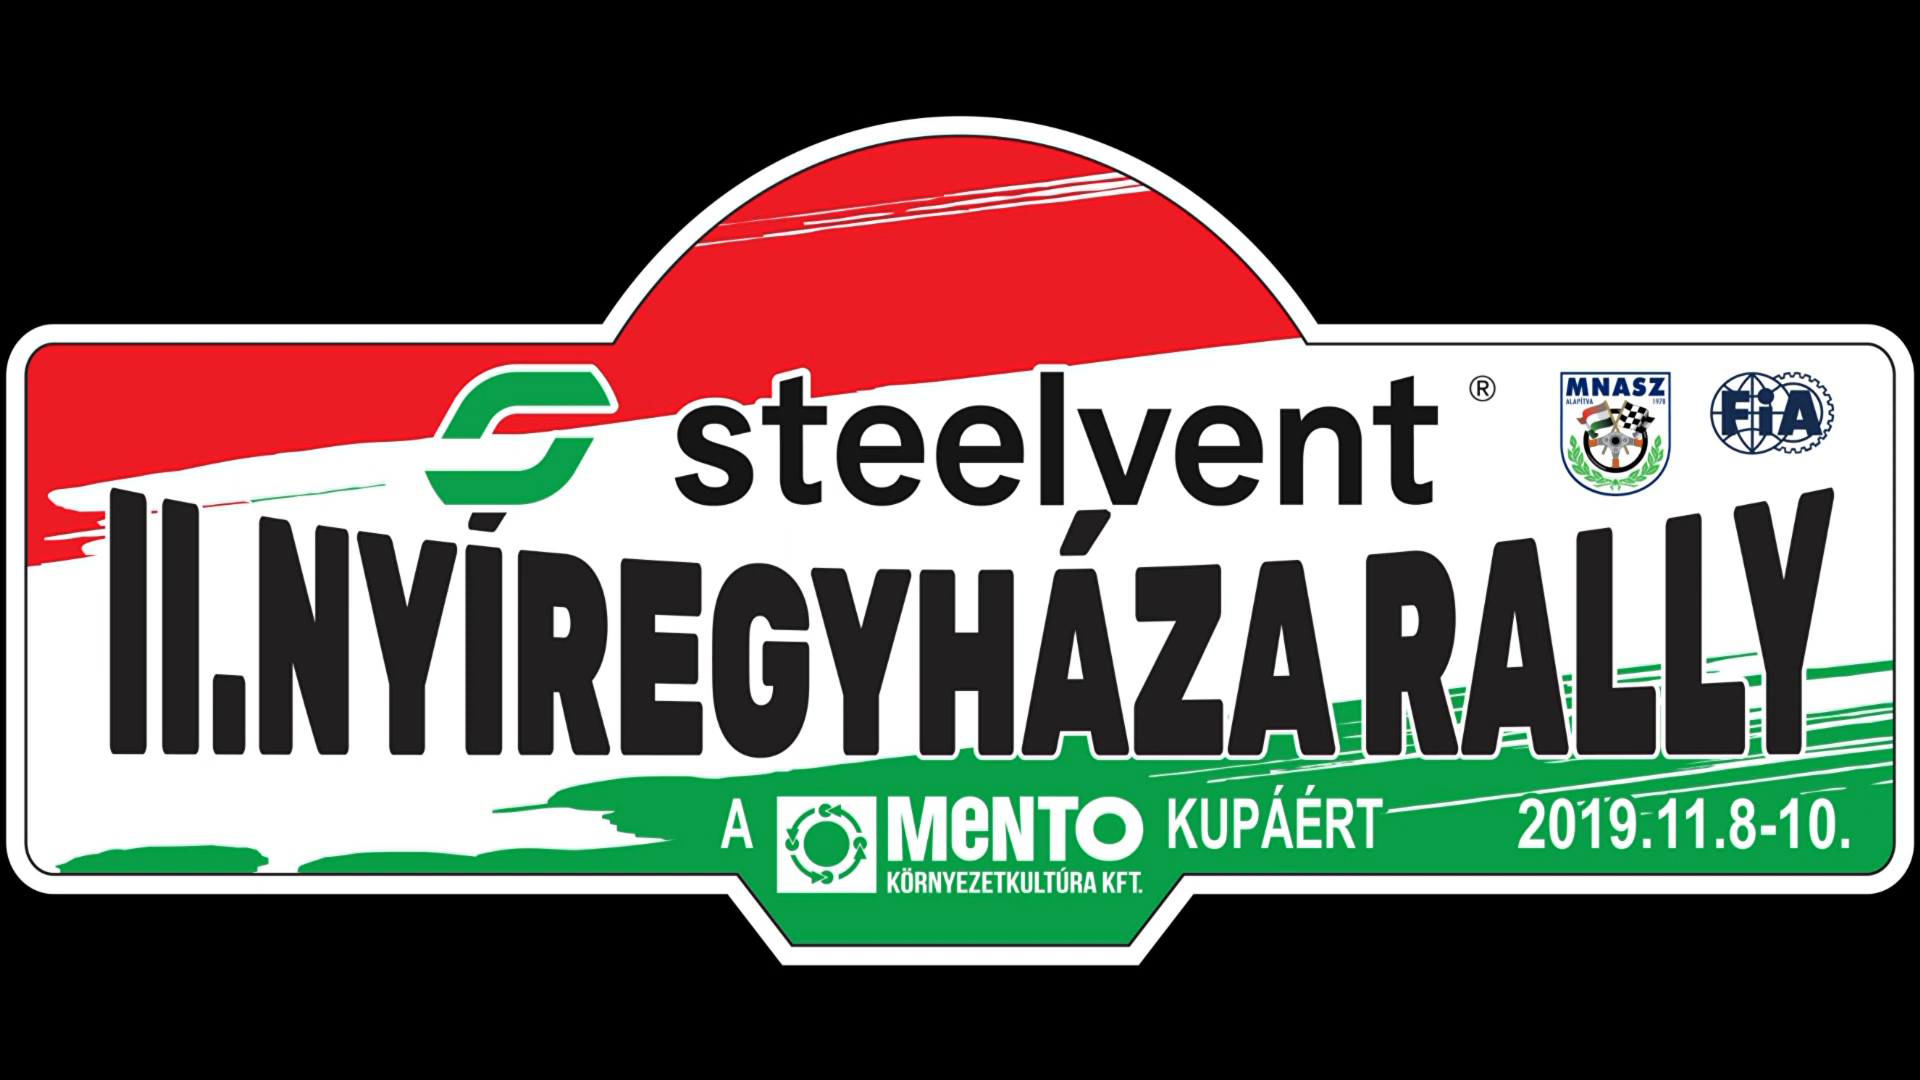 steelvent ®
MNASZ
ALAPÍTVA 1978
FiA
II. NYÍREGYHÁZA RALLY
A MeNTO KUPÁÉRT
KÖRNYEZETKULTÚRA KFT.
2019.11.8-10.